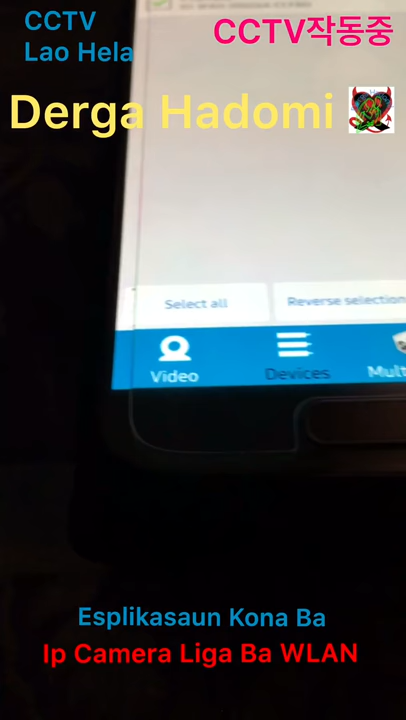 CCTV
Lao Hela
CCTV작동중
Derga Hadomi
Select all
Reverse selection
Video
Devices
Esplikasaun Kona Ba
Ip Camera Liga Ba WLAN